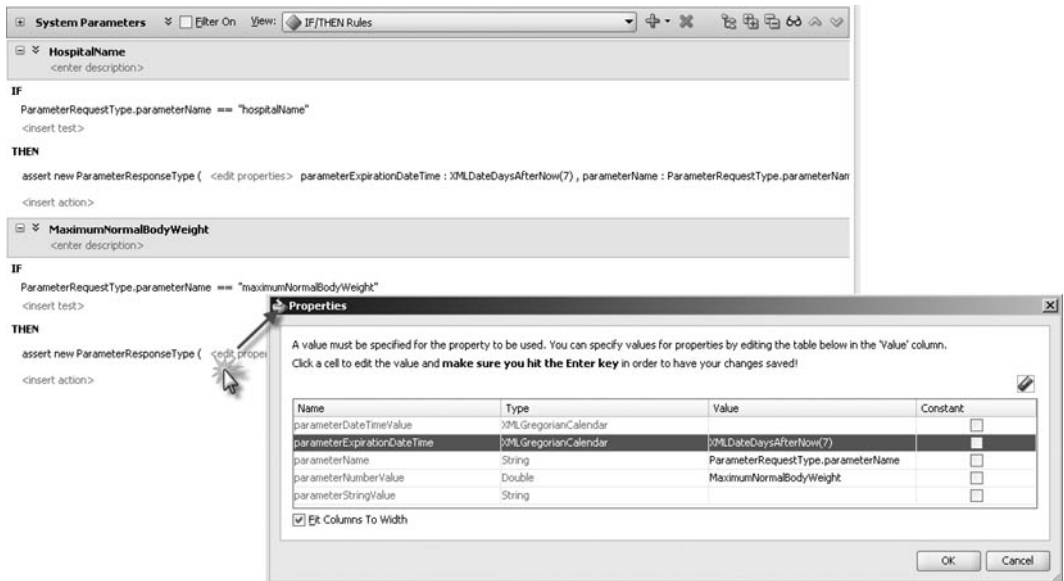 System Parameters Filter On View: IF/THEN Rules
HospitalName
<enter description>
IF
ParameterRequestType.parameterName == "hospitalName"
<insert test>
THEN
assert new ParameterResponseType ( <edit properties> parameterExpirationDateTime : XMLDateDaysAfterNow(7) , parameterName : ParameterRequestType.parameterNam
<insert action>
MaximumNormalBodyWeight
<enter description>
IF
ParameterRequestType.parameterName == "maximumNormalBodyWeight"
<insert test>
THEN
assert new ParameterResponseType ( <edit proper
<insert action>
Properties
A value must be specified for the property to be used. You can specify values for properties by editing the table below in the 'Value' column.
Click a cell to edit the value and make sure you hit the Enter key in order to have your changes saved!
Name Type Value Constant
parameterDateTimeValue XMLGregorianCalendar
parameterExpirationDateTime XMLGregorianCalendar XMLDateDaysAfterNow(7)
parameterName String ParameterRequestType.parameterName
parameterNumberValue Double MaximumNormalBodyWeight
parameterStringValue String
Fit Columns To Width
OK Cancel